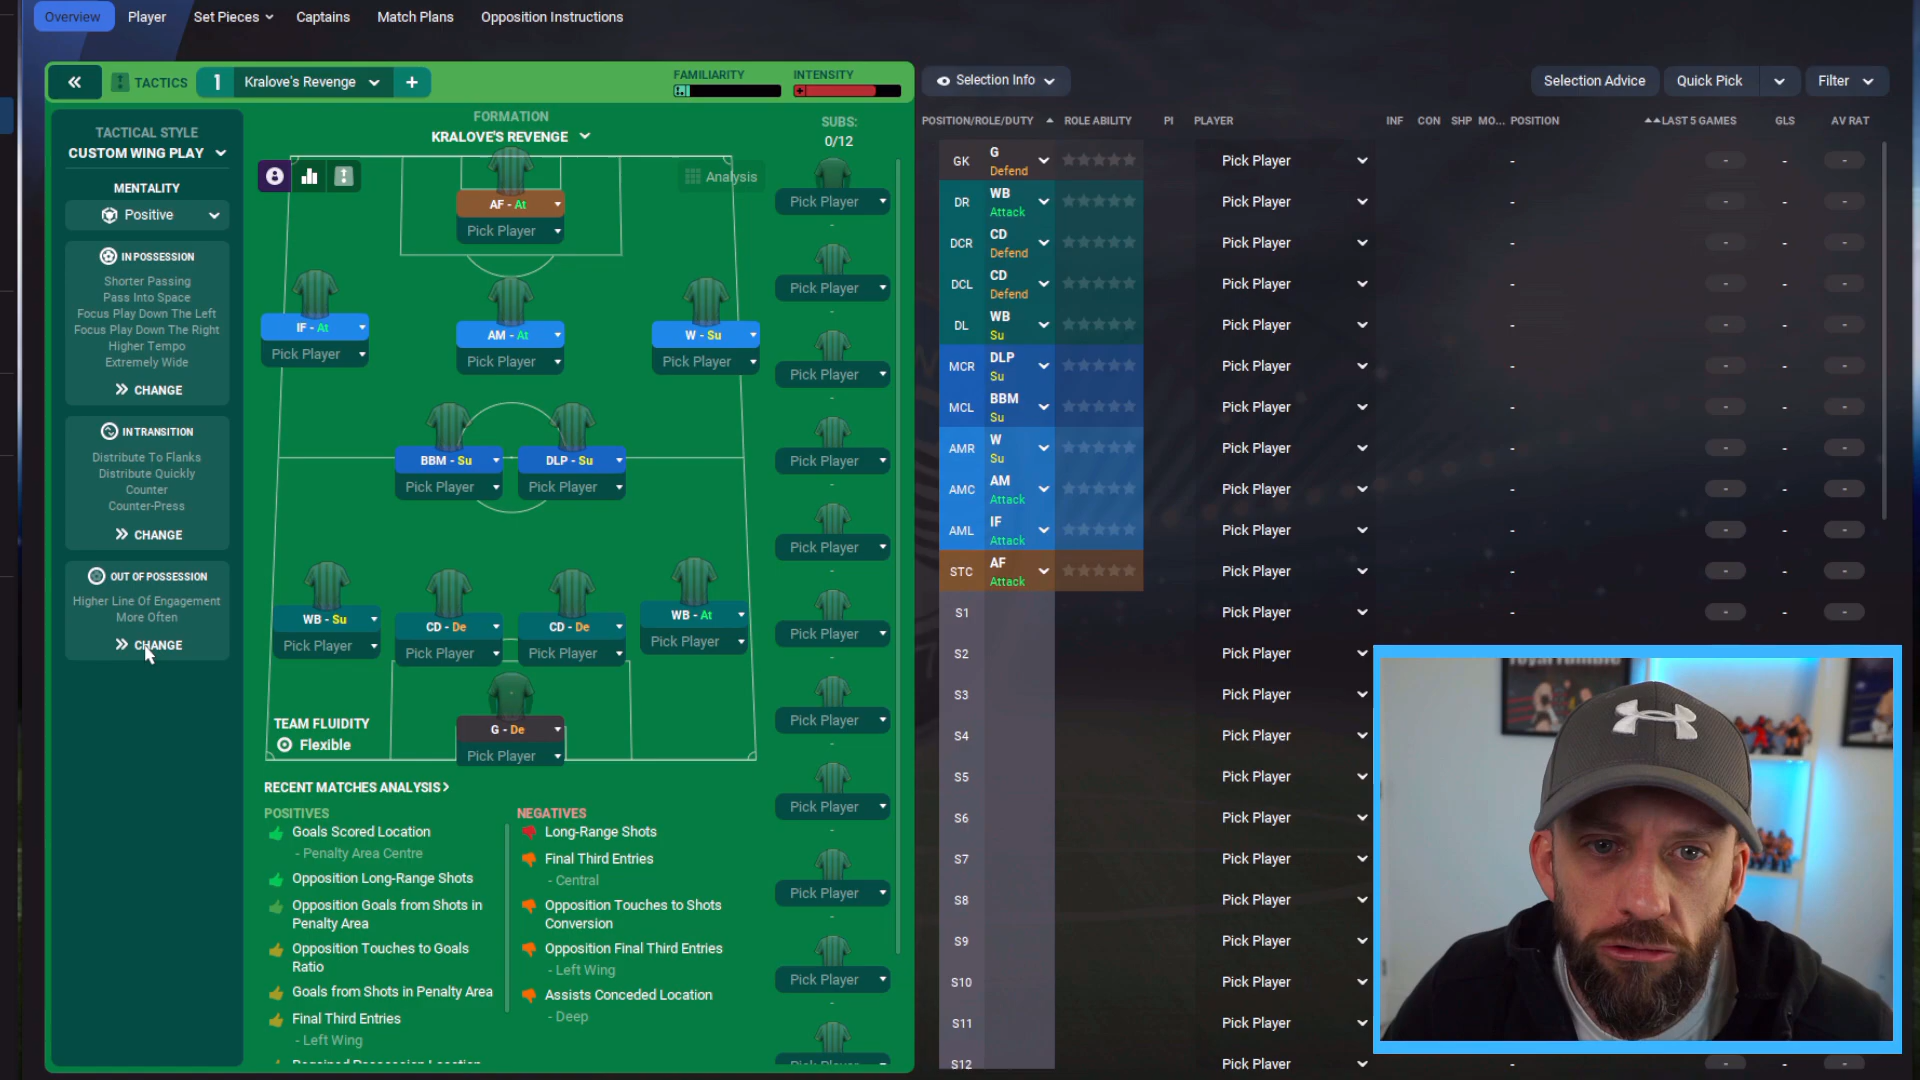 Overview
Player
Set Pieces
Captains
Match Plans
Opposition Instructions
TACTICS
1
Kralove's Revenge
+
FAMILIARITY
INTENSITY
TACTICAL STYLE
CUSTOM WING PLAY
MENTALITY
Positive
IN POSSESSION
Shorter Passing
Pass Into Space
Focus Play Down The Left
Focus Play Down The Right
Higher Tempo
Extremely Wide
CHANGE
IN TRANSITION
Distribute To Flanks
Distribute Quickly
Counter
Counter-Press
CHANGE
OUT OF POSSESSION
Higher Line Of Engagement
More Often
CHANGE
FORMATION
KRALOVE'S REVENGE
SUBS:
0/12
Analysis
AF - At
Pick Player
IF - At
Pick Player
AM - At
Pick Player
W - Su
Pick Player
BBM - Su
Pick Player
DLP - Su
Pick Player
WB - Su
Pick Player
CD - De
Pick Player
CD - De
Pick Player
WB - At
Pick Player
G - De
Pick Player
TEAM FLUIDITY
Flexible
Pick Player
-
Pick Player
-
Pick Player
-
Pick Player
-
Pick Player
-
Pick Player
-
Pick Player
-
Pick Player
-
Pick Player
-
Pick Player
-
RECENT MATCHES ANALYSIS
POSITIVES
Goals Scored Location
- Penalty Area Centre
Opposition Long-Range Shots
Opposition Goals from Shots in
Penalty Area
Opposition Touches to Goals
Ratio
Goals from Shots in Penalty Area
Final Third Entries
- Left Wing
NEGATIVES
Long-Range Shots
Final Third Entries
- Central
Opposition Touches to Shots
Conversion
Opposition Final Third Entries
- Left Wing
Assists Conceded Location
- Deep
Selection Info
Selection Advice
Quick Pick
Filter
POSITION/ROLE/DUTY ROLE ABILITY PI PLAYER INF CON SHP MO... POSITION LAST 5 GAMES GLS AV RAT
GK G Defend Pick Player - - - -
DR WB Attack Pick Player - - - -
DCR CD Defend Pick Player - - - -
DCL CD Defend Pick Player - - - -
DL WB Su Pick Player - - - -
MCR DLP Su Pick Player - - - -
MCL BBM Su Pick Player - - - -
AMR W Su Pick Player - - - -
AMC AM Attack Pick Player - - - -
AML IF Attack Pick Player - - - -
STC AF Attack Pick Player - - - -
S1 Pick Player - - - -
S2 Pick Player
S3 Pick Player
S4 Pick Player
S5 Pick Player
S6 Pick Player
S7 Pick Player
S8 Pick Player
S9 Pick Player
S10 Pick Player
S11 Pick Player
S12 Pick Player